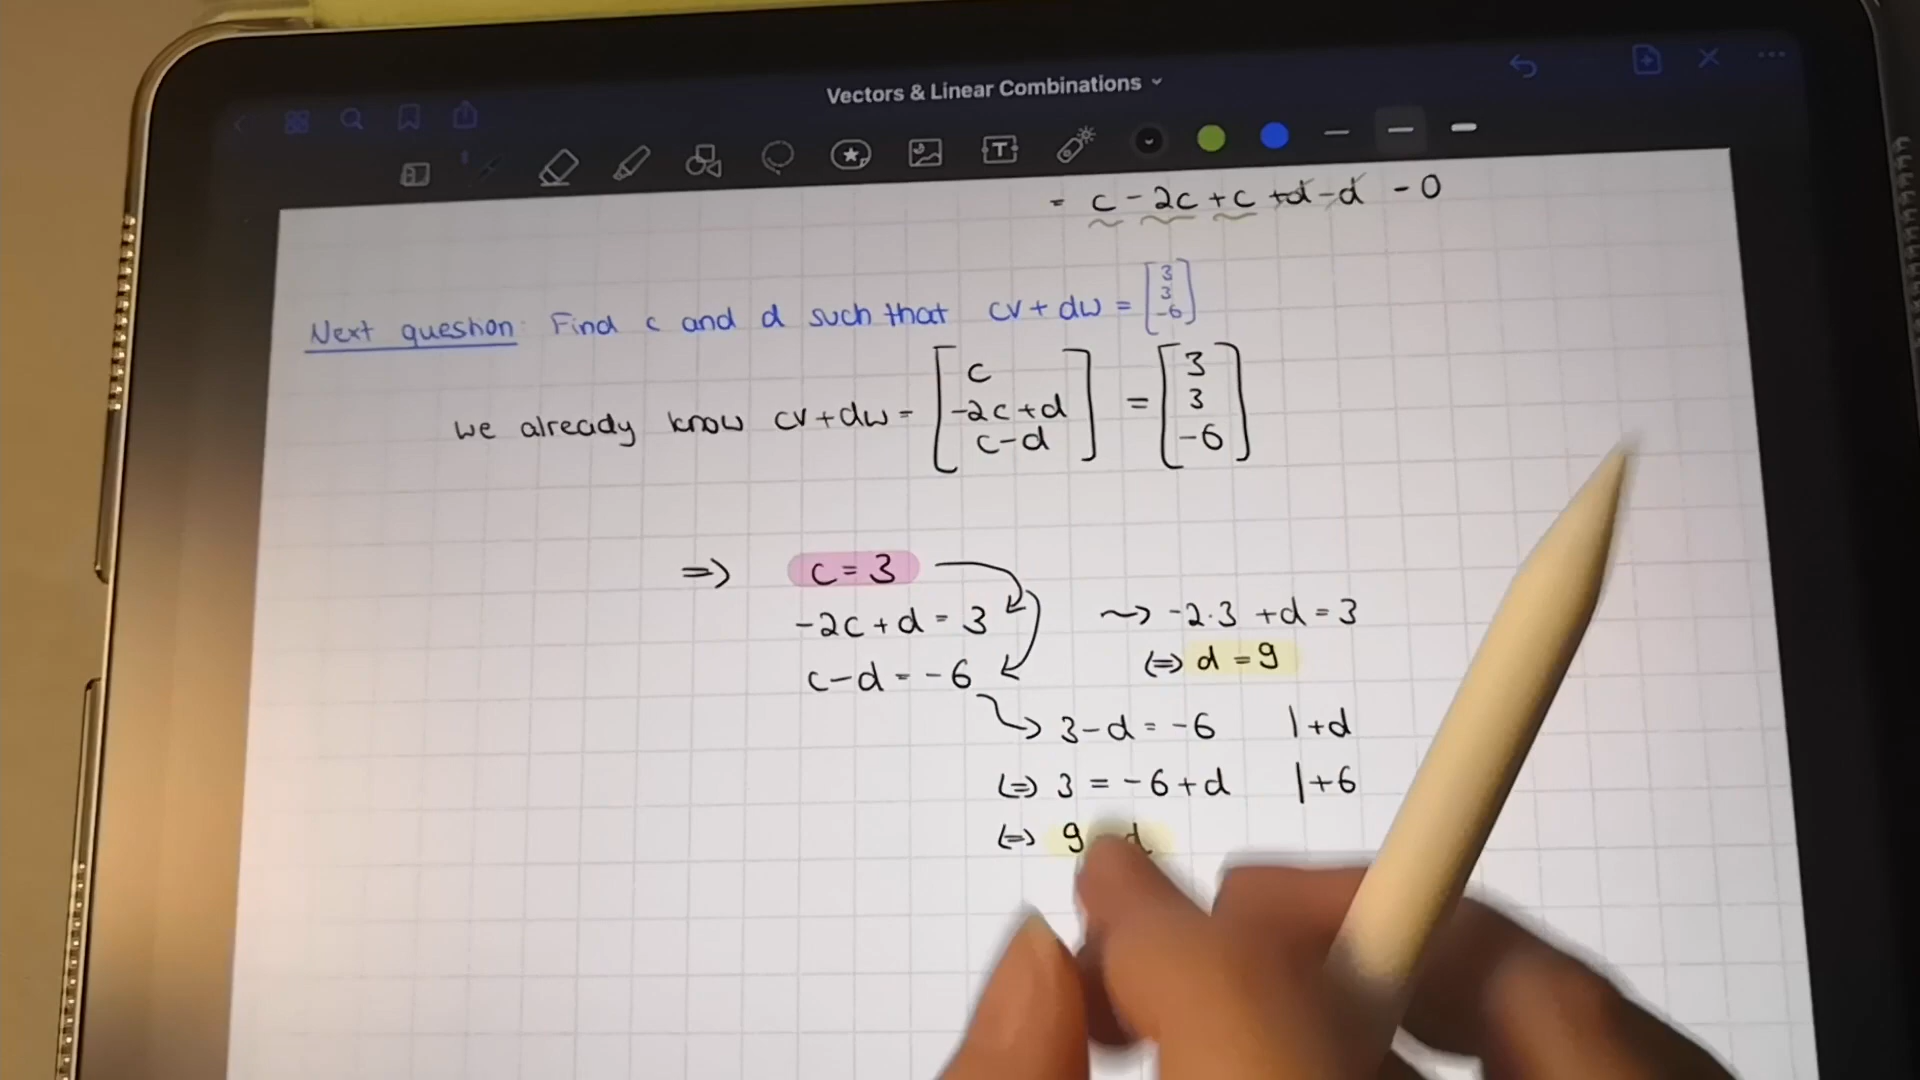 Vectors & Linear Combinations
T
= c - 2c + c + d - d - 0
Next question: Find c and d such that cv + dw = [3 3 -6]
we already know cv + dw = [c -2c+d c-d] = [3 3 -6]
=> c = 3
-2c + d = 3
~> -2·3 + d = 3
c - d = -6
<=> d = 9
3 - d = -6 | +d
<=> 3 = -6 + d | +6
<=> 9 d